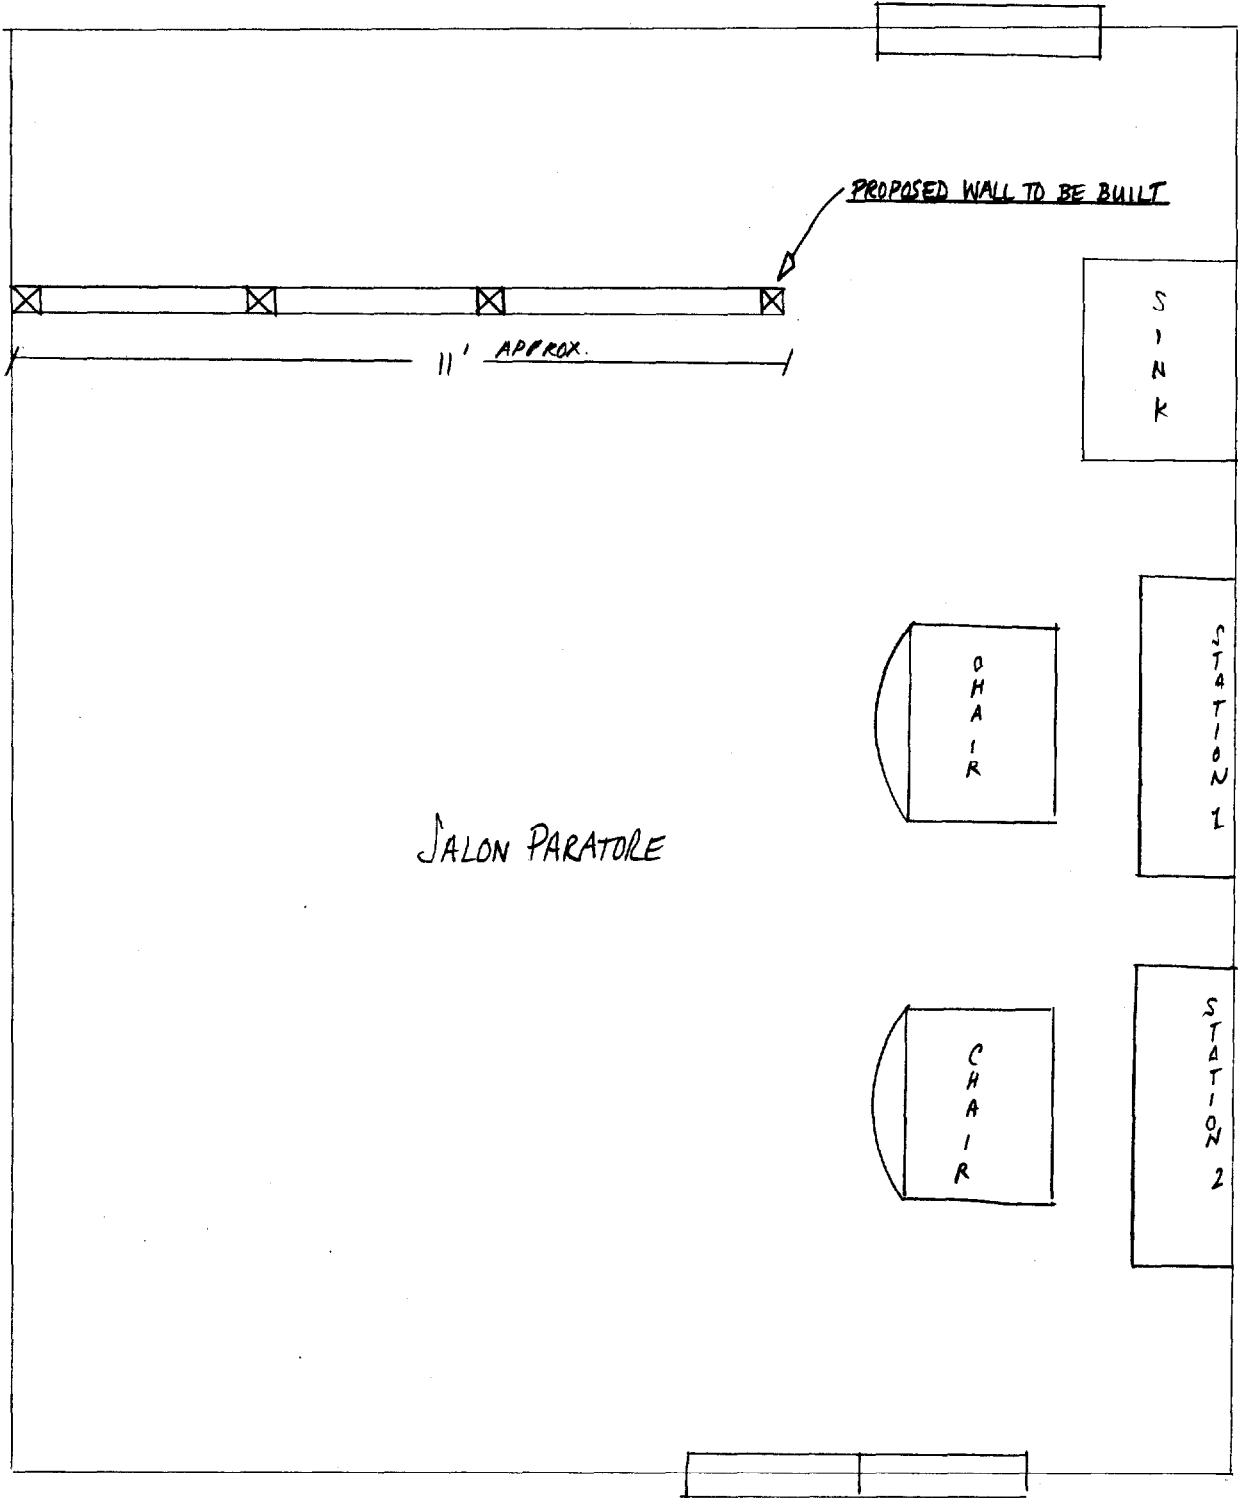 PROPOSED WALL TO BE BUILT
11' APPROX.
SINK
CHAIR
STATION 1
SALON PARATORE
CHAIR
STATION 2